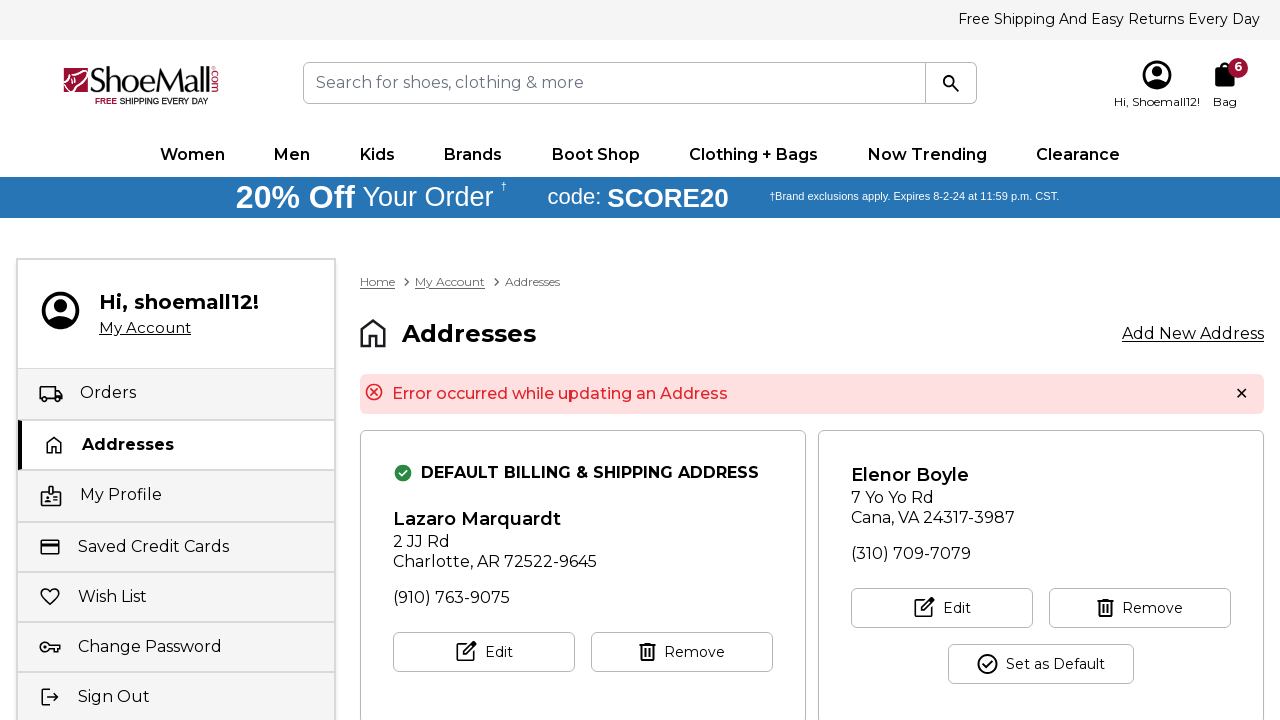 Free Shipping And Easy Returns Every Day
ShoeMall.com
FREE SHIPPING EVERY DAY
Search for shoes, clothing & more
6
Hi, Shoemall12!
Bag
Women
Men
Kids
Brands
Boot Shop
Clothing + Bags
Now Trending
Clearance
20% Off Your Order † code: SCORE20 †Brand exclusions apply. Expires 8-2-24 at 11:59 p.m. CST.
Hi, shoemall12!
My Account
Orders
Addresses
My Profile
Saved Credit Cards
Wish List
Change Password
Sign Out
Home > My Account > Addresses
Addresses
Add New Address
Error occurred while updating an Address
DEFAULT BILLING & SHIPPING ADDRESS
Lazaro Marquardt
2 JJ Rd
Charlotte, AR 72522-9645
(910) 763-9075
Edit
Remove
Elenor Boyle
7 Yo Yo Rd
Cana, VA 24317-3987
(310) 709-7079
Edit
Remove
Set as Default